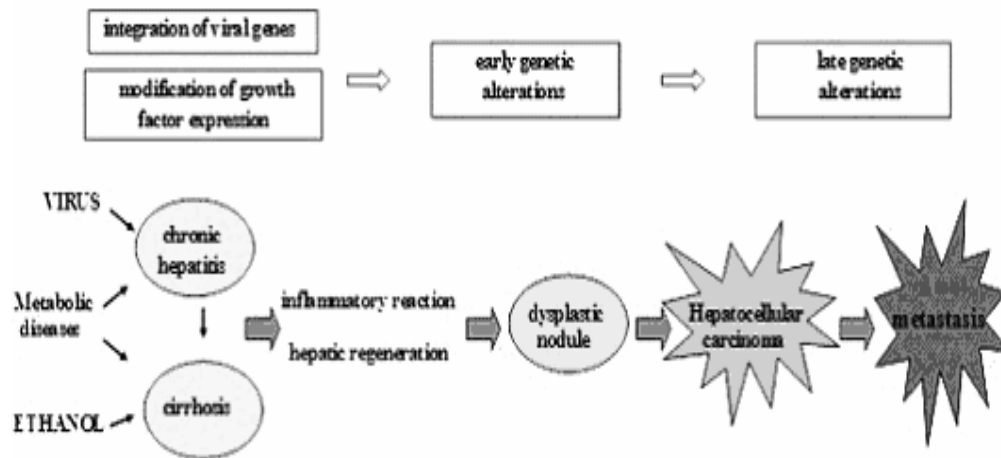 integration of viral genes
modification of growth
factor expression
early genetic
alterations
late genetic
alterations
VIRUS
chronic
hepatitis
Metabolic
diseases
inflammatory reaction
hepatic regeneration
dysplastic
nodule
Hepatocellular
carcinoma
metastasis
cirrhosis
ETHANOL